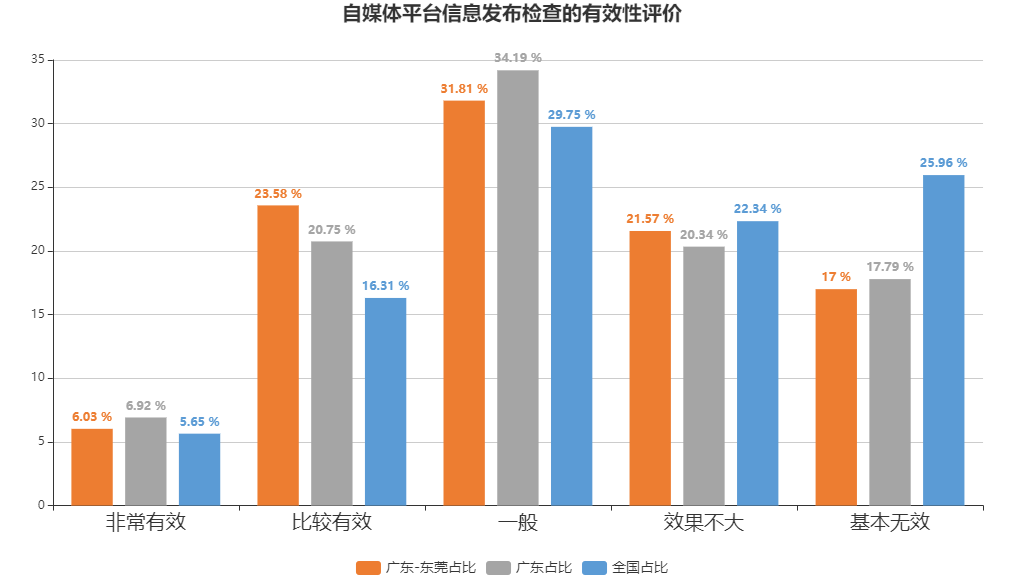 自媒体平台信息发布检查的有效性评价
35
30
25
20
15
10
5
0
6.03 %
6.92 %
5.65 %
23.58 %
20.75 %
16.31 %
31.81 %
34.19 %
29.75 %
21.57 %
20.34 %
22.34 %
17 %
17.79 %
25.96 %
非常有效
比较有效
一般
效果不大
基本无效
广东-东莞占比
广东占比
全国占比